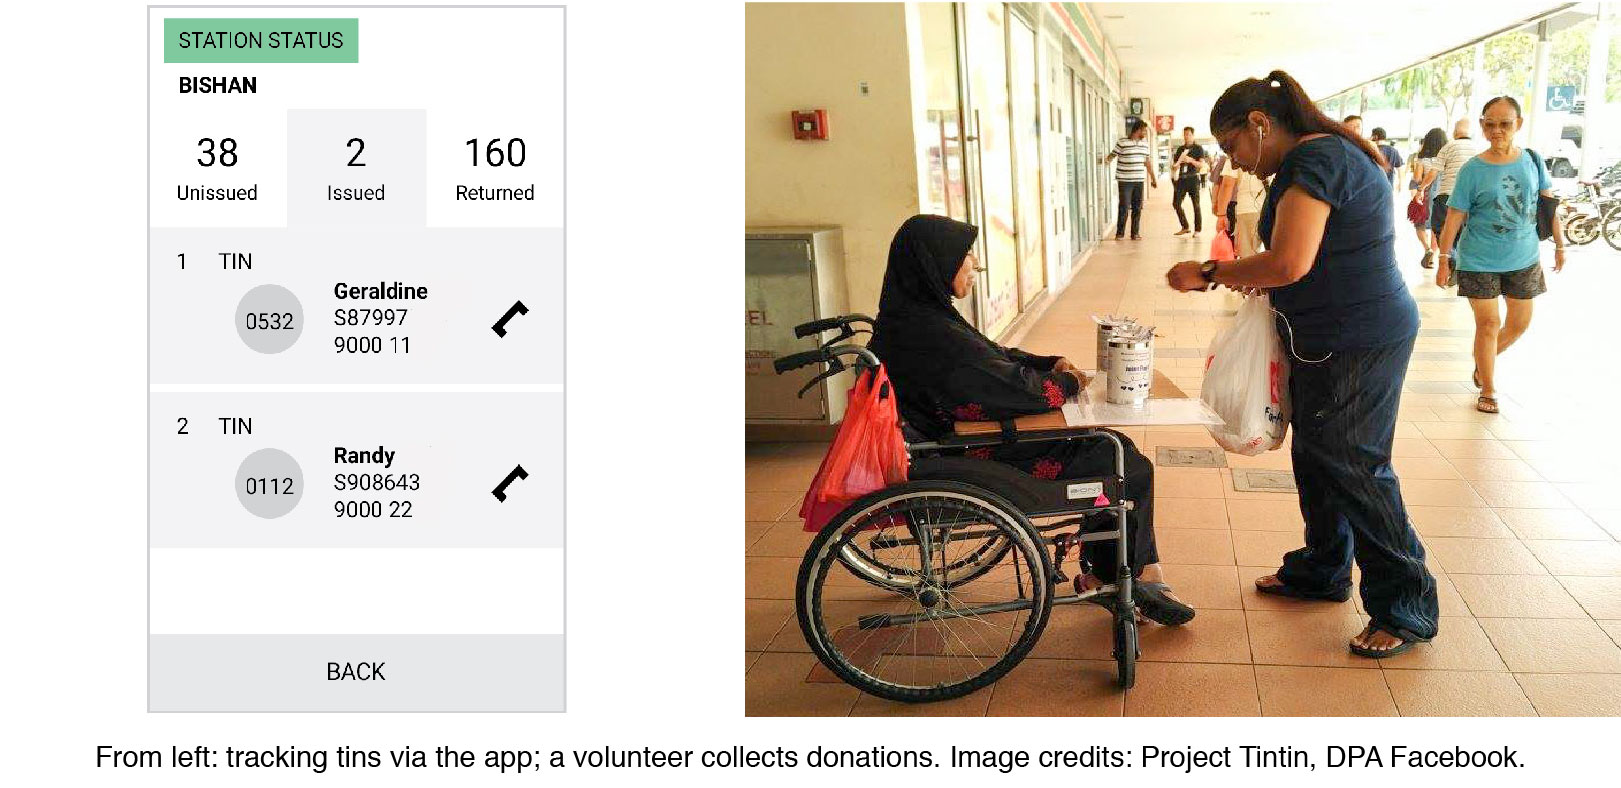 STATION STATUS
BISHAN
38
2
160
Unissued
Issued
Returned
1 TIN
0532
Geraldine
S87997
9000 11
2 TIN
0112
Randy
S908643
9000 22
BACK
From left: tracking tins via the app; a volunteer collects donations. Image credits: Project Tintin, DPA Facebook.